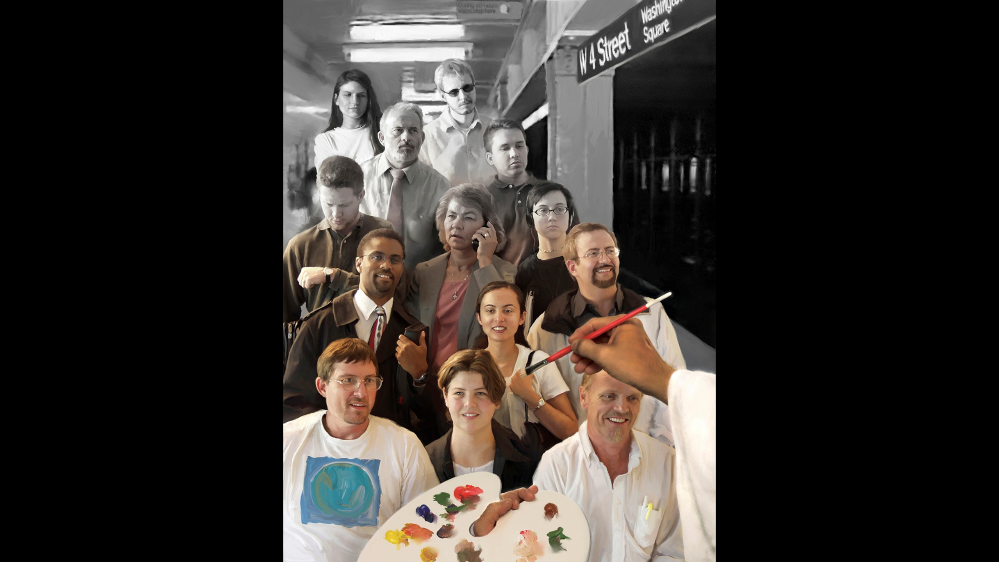 During off-hours
trains stop here
W 4 Street
Washington
Square